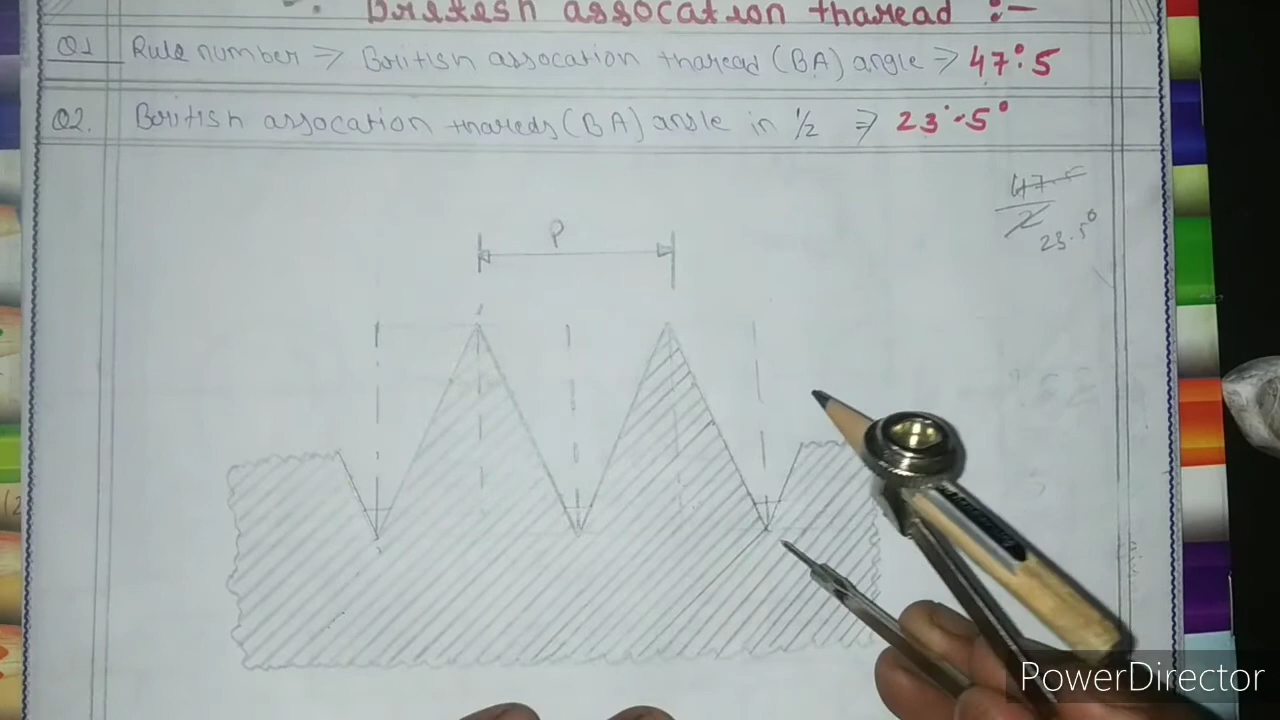 British assocation tharead :-
Q1 Rule number ⇒ British assocation tharead (BA) angle ⇒ 47°5
Q2. British assocation thareds (BA) angle in 1/2 ⇒ 23°.5°
47.5
2
23.5°
P
PowerDirector